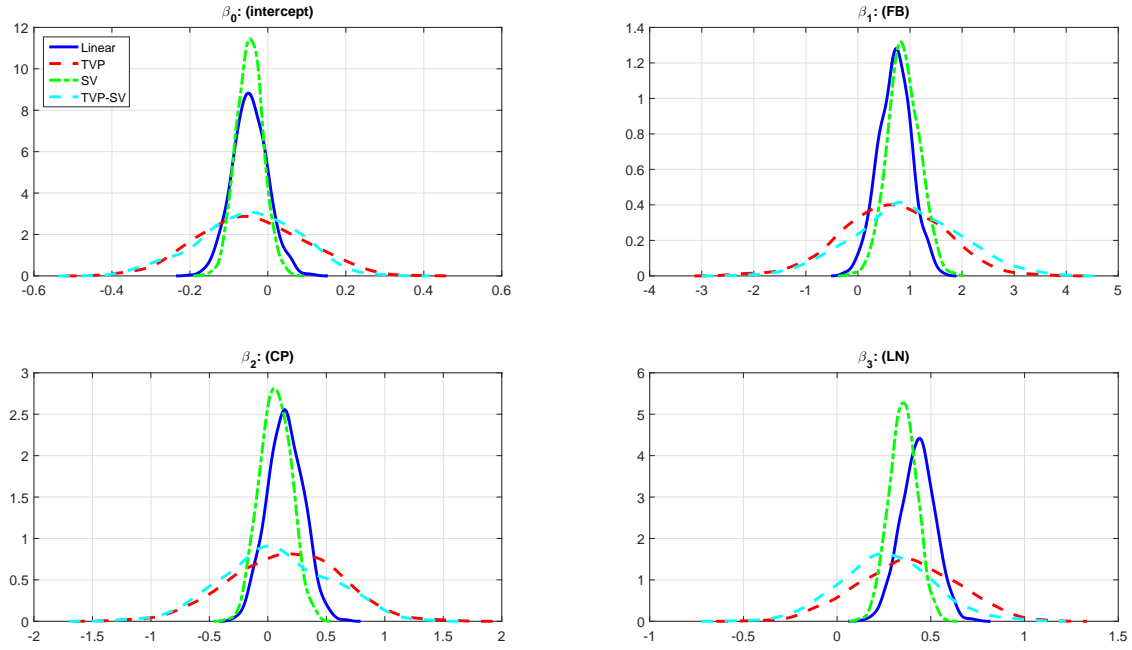 β0: (intercept)
12
10
8
6
4
2
0
-0.6 -0.4 -0.2 0 0.2 0.4 0.6
Linear
TVP
SV
TVP-SV
β1: (FB)
1.4
1.2
1
0.8
0.6
0.4
0.2
0
-4 -3 -2 -1 0 1 2 3 4 5
β2: (CP)
3
2.5
2
1.5
1
0.5
0
-2 -1.5 -1 -0.5 0 0.5 1 1.5 2
β3: (LN)
6
5
4
3
2
1
0
-1 -0.5 0 0.5 1 1.5